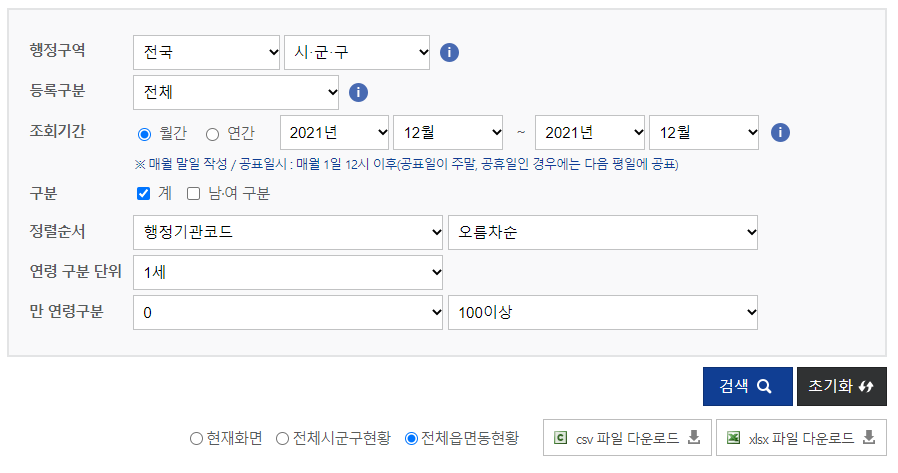 행정구역 전국 시·군·구 i
등록구분 전체 i
조회기간 월간 연간 2021년 12월 ~ 2021년 12월 i
※ 매월 말일 작성 / 공표일시 : 매월 1일 12시 이후(공표일이 주말, 공휴일인 경우에는 다음 평일에 공표)
구분 계 남·여 구분
정렬순서 행정기관코드 오름차순
연령 구분 단위 1세
만 연령구분 0 100이상
검색 초기화
현재화면 전체시군구현황 전체읍면동현황 csv 파일 다운로드 xlsx 파일 다운로드